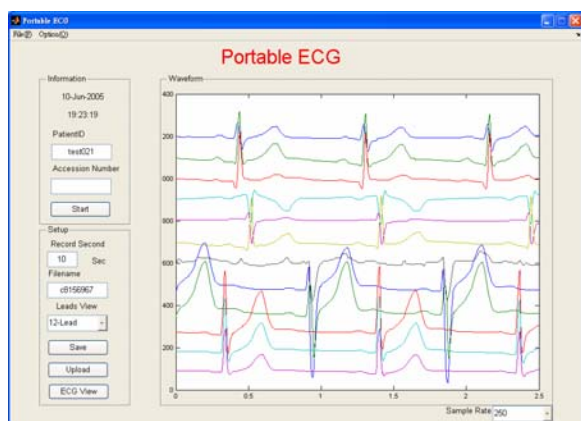 Portable ECG
File(F) Option(O)
Portable ECG
Information
10-Jun-2005
19:23:19
PatientID
test021
Accession Number
Start
Setup
Record Second
10 Sec
Filename
c8156967
Leads View
12-Lead
Save
Upload
ECG View
Waveform
400
200
000
800
600
400
200
0
0 0.5 1 1.5 2 2.5
Sample Rate 250